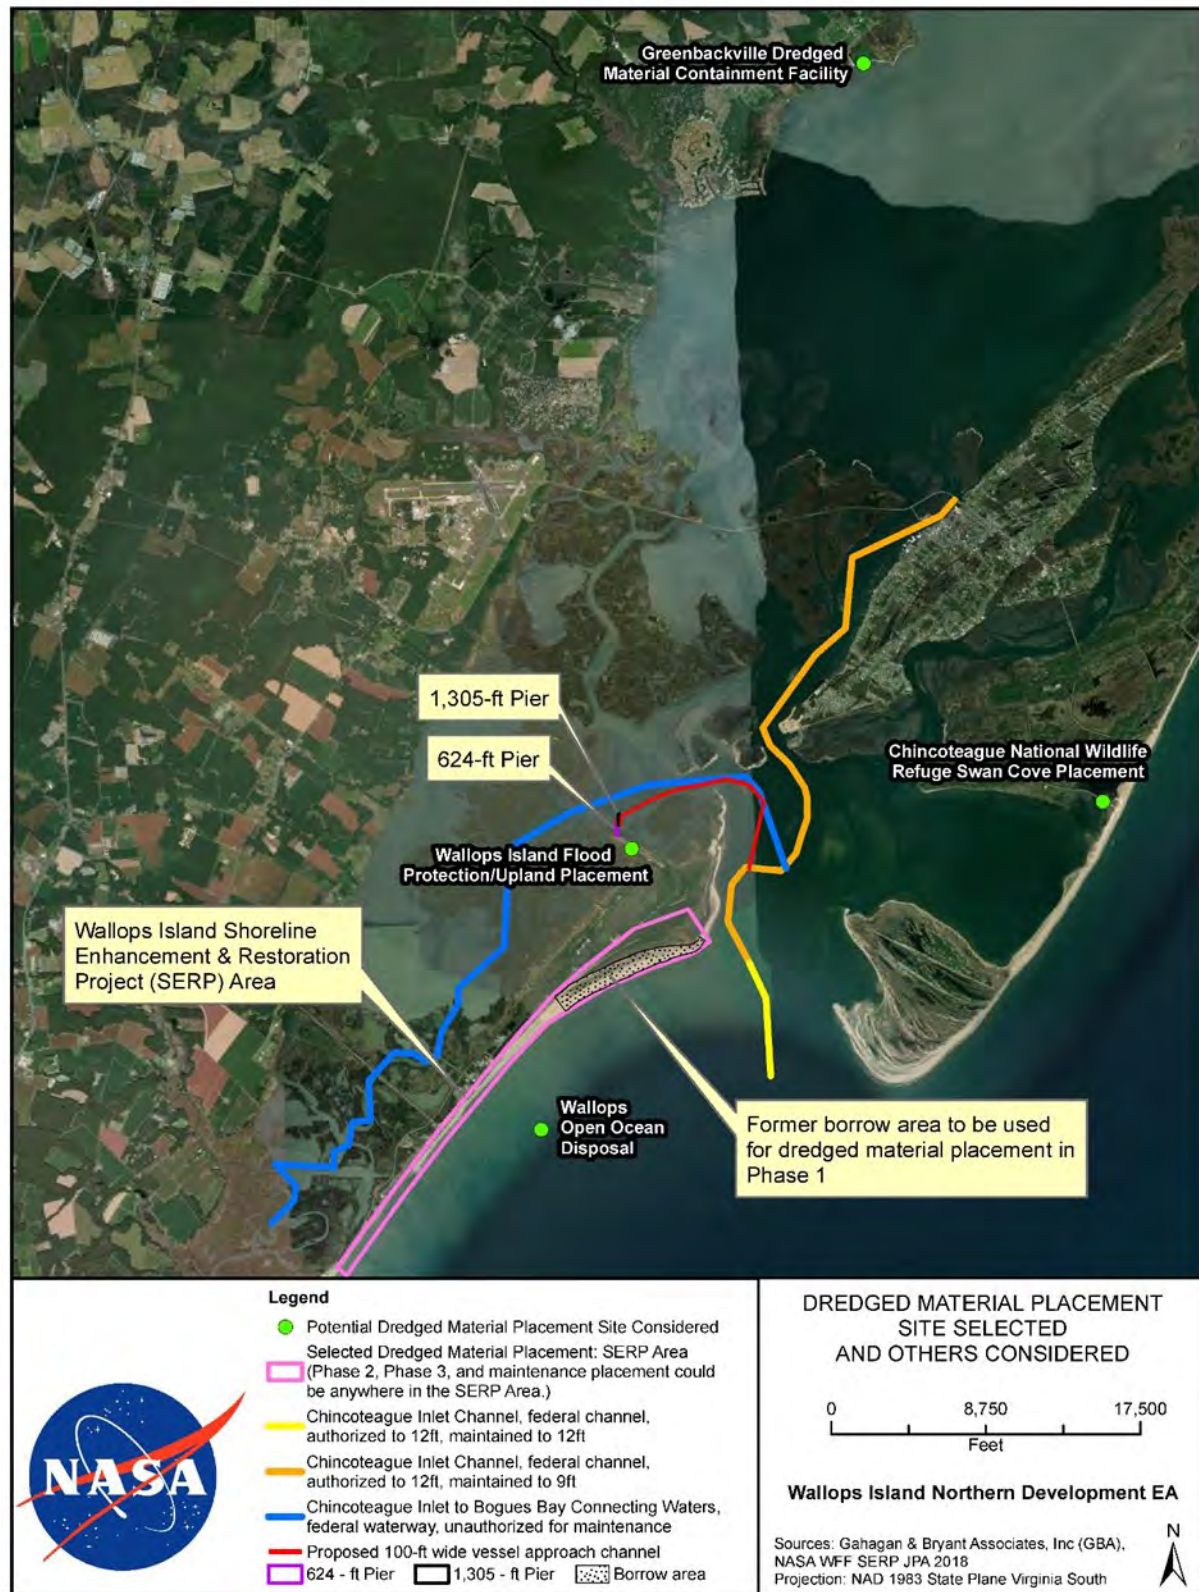 Greenbackville Dredged
Material Containment Facility
1,305-ft Pier
624-ft Pier
Chincoteague National Wildlife
Refuge Swan Cove Placement
Wallops Island Flood
Protection/Upland Placement
Wallops Island Shoreline
Enhancement & Restoration
Project (SERP) Area
Wallops
Open Ocean
Disposal
Former borrow area to be used
for dredged material placement in
Phase 1
NASA
Legend
Potential Dredged Material Placement Site Considered
Selected Dredged Material Placement: SERP Area
(Phase 2, Phase 3, and maintenance placement could
be anywhere in the SERP Area.)
Chincoteague Inlet Channel, federal channel,
authorized to 12ft, maintained to 12ft
Chincoteague Inlet Channel, federal channel,
authorized to 12ft, maintained to 9ft
Chincoteague Inlet to Bogues Bay Connecting Waters,
federal waterway, unauthorized for maintenance
Proposed 100-ft wide vessel approach channel
624 - ft Pier 1,305 - ft Pier Borrow area
DREDGED MATERIAL PLACEMENT
SITE SELECTED
AND OTHERS CONSIDERED
0 8,750 17,500
Feet
Wallops Island Northern Development EA
Sources: Gahagan & Bryant Associates, Inc (GBA),
NASA WFF SERP JPA 2018
Projection: NAD 1983 State Plane Virginia South
N